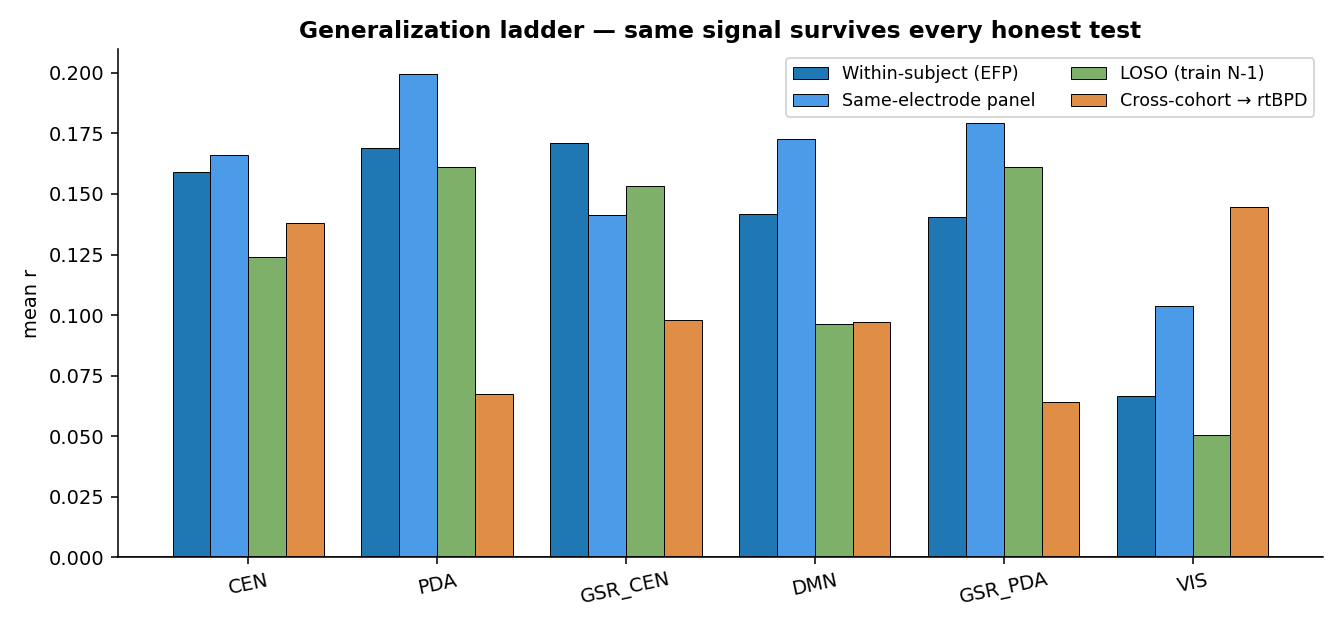 Generalization ladder — same signal survives every honest test
Within-subject (EFP)
Same-electrode panel
LOSO (train N-1)
Cross-cohort → rtBPD
mean r
0.200
0.175
0.150
0.125
0.100
0.075
0.050
0.025
0.000
CEN
PDA
GSR_CEN
DMN
GSR_PDA
VIS